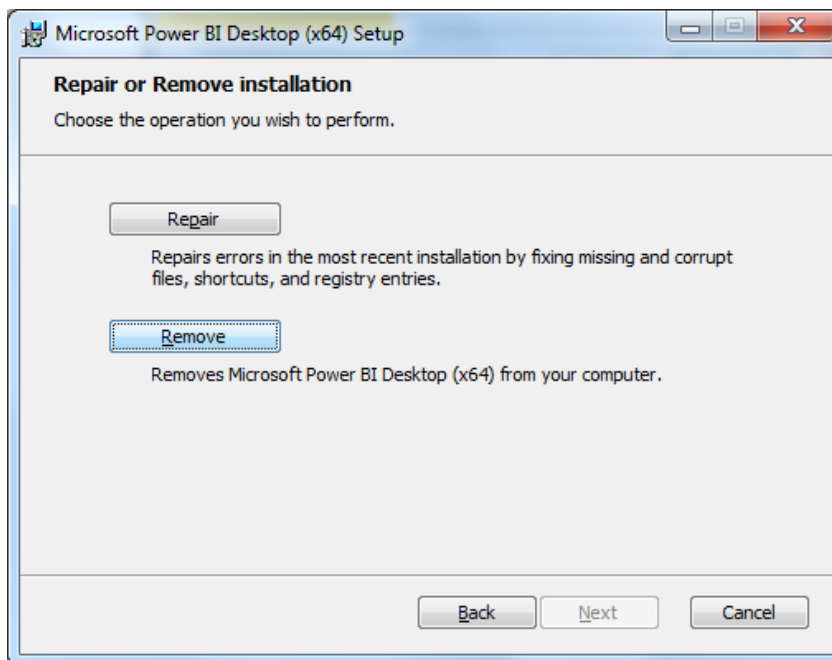 Microsoft Power BI Desktop (x64) Setup
Repair or Remove installation
Choose the operation you wish to perform.
Repair
Repairs errors in the most recent installation by fixing missing and corrupt
files, shortcuts, and registry entries.
Remove
Removes Microsoft Power BI Desktop (x64) from your computer.
Back Next Cancel